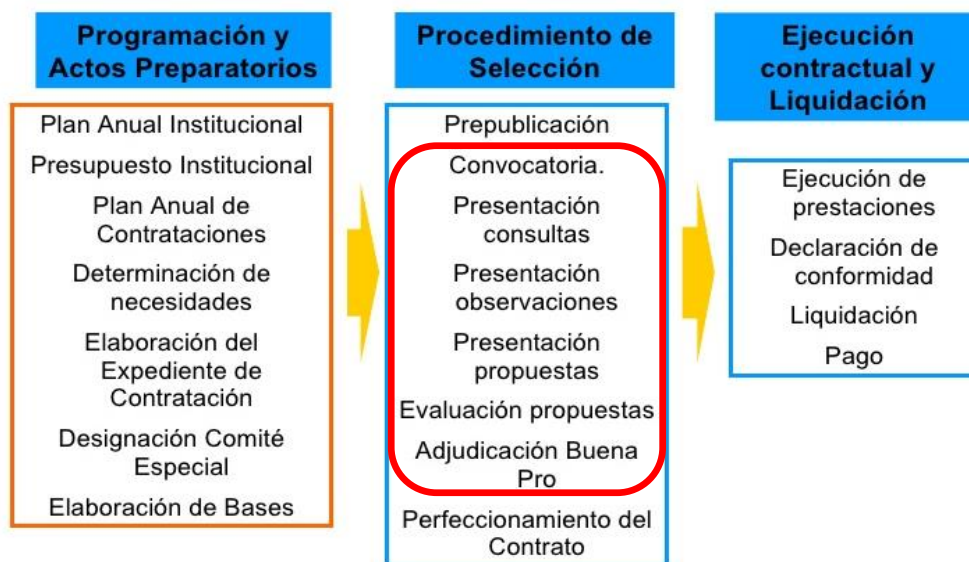 Programación y
Actos Preparatorios
Plan Anual Institucional
Presupuesto Institucional
Plan Anual de
Contrataciones
Determinación de
necesidades
Elaboración del
Expediente de
Contratación
Designación Comité
Especial
Elaboración de Bases
Procedimiento de
Selección
Prepublicación
Convocatoria.
Presentación
consultas
Presentación
observaciones
Presentación
propuestas
Evaluación propuestas
Adjudicación Buena
Pro
Perfeccionamiento del
Contrato
Ejecución
contractual y
Liquidación
Ejecución de
prestaciones
Declaración de
conformidad
Liquidación
Pago